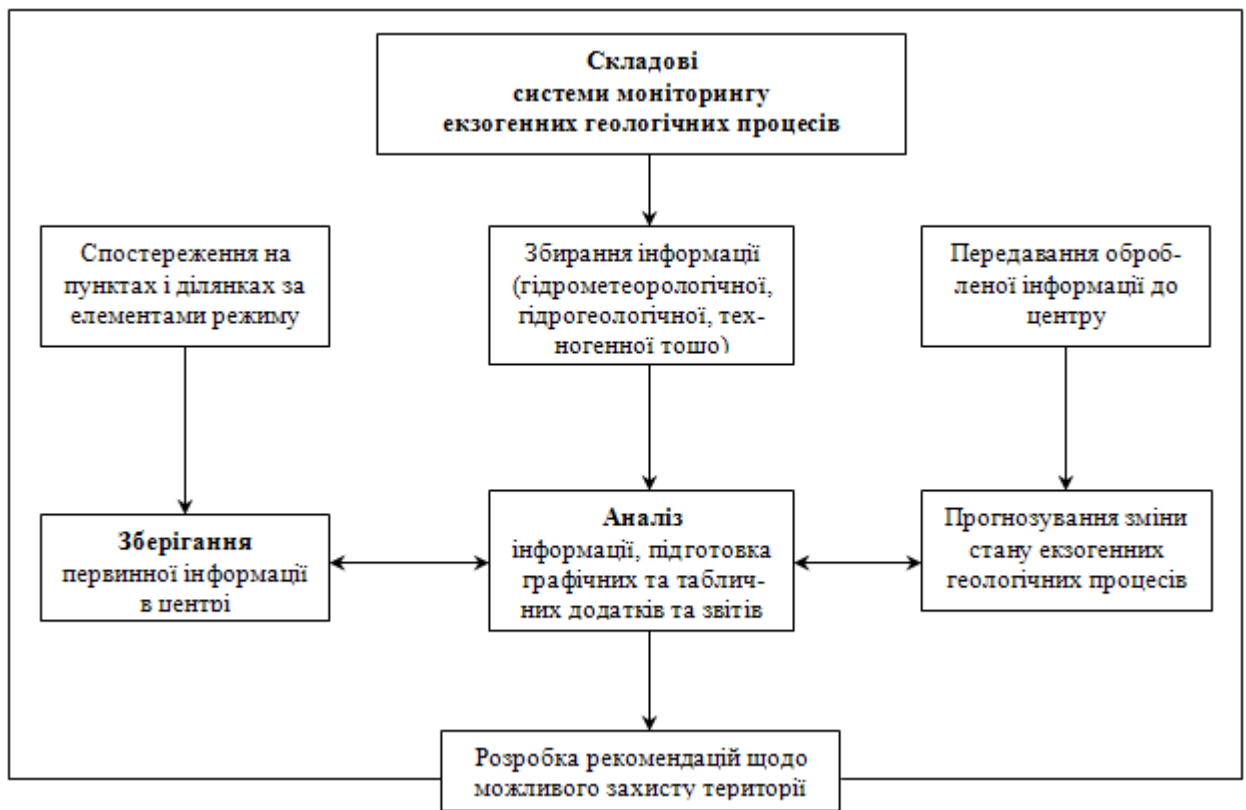 Складові
системи моніторингу
екзогенних геологічних процесів
Спостереження на
пунктах і ділянках за
елементами режиму
Збирання інформації
(гідрометеорологічної,
гідрогеологічної, тех-
ногенної тощо)
Передавання оброб-
леної інформації до
центру
Зберігання
первинної інформації
в центрі
Аналіз
інформації, підготовка
графічних та таблич-
них додатків та звітів
Прогнозування зміни
стану екзогенних
геологічних процесів
Розробка рекомендацій щодо
можливого захисту території